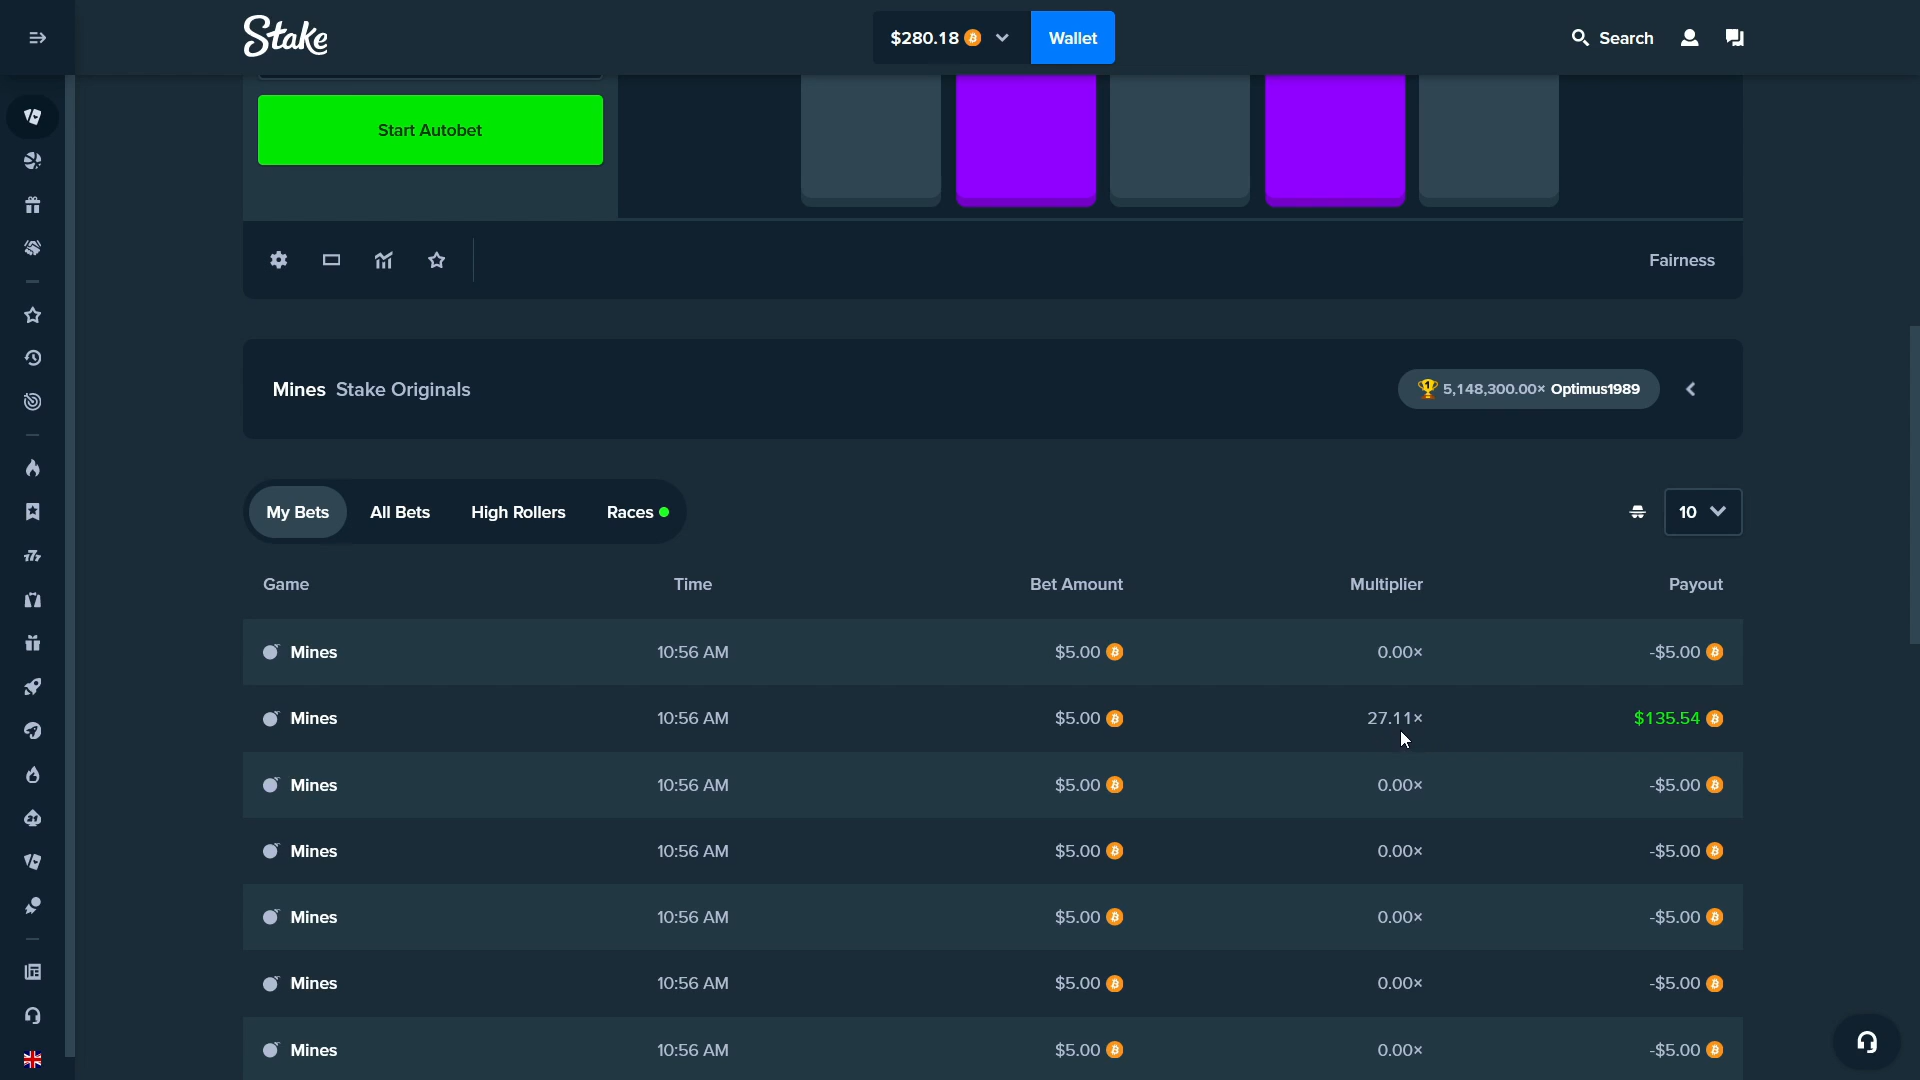 Stake
$280.18
Wallet
Search
Start Autobet
Fairness
Mines Stake Originals
5,148,300.00× Optimus1989
My Bets
All Bets
High Rollers
Races
10
Game Time Bet Amount Multiplier Payout
Mines 10:56 AM $5.00 0.00× -$5.00
Mines 10:56 AM $5.00 27.11× $135.54
Mines 10:56 AM $5.00 0.00× -$5.00
Mines 10:56 AM $5.00 0.00× -$5.00
Mines 10:56 AM $5.00 0.00× -$5.00
Mines 10:56 AM $5.00 0.00× -$5.00
Mines 10:56 AM $5.00 0.00× -$5.00